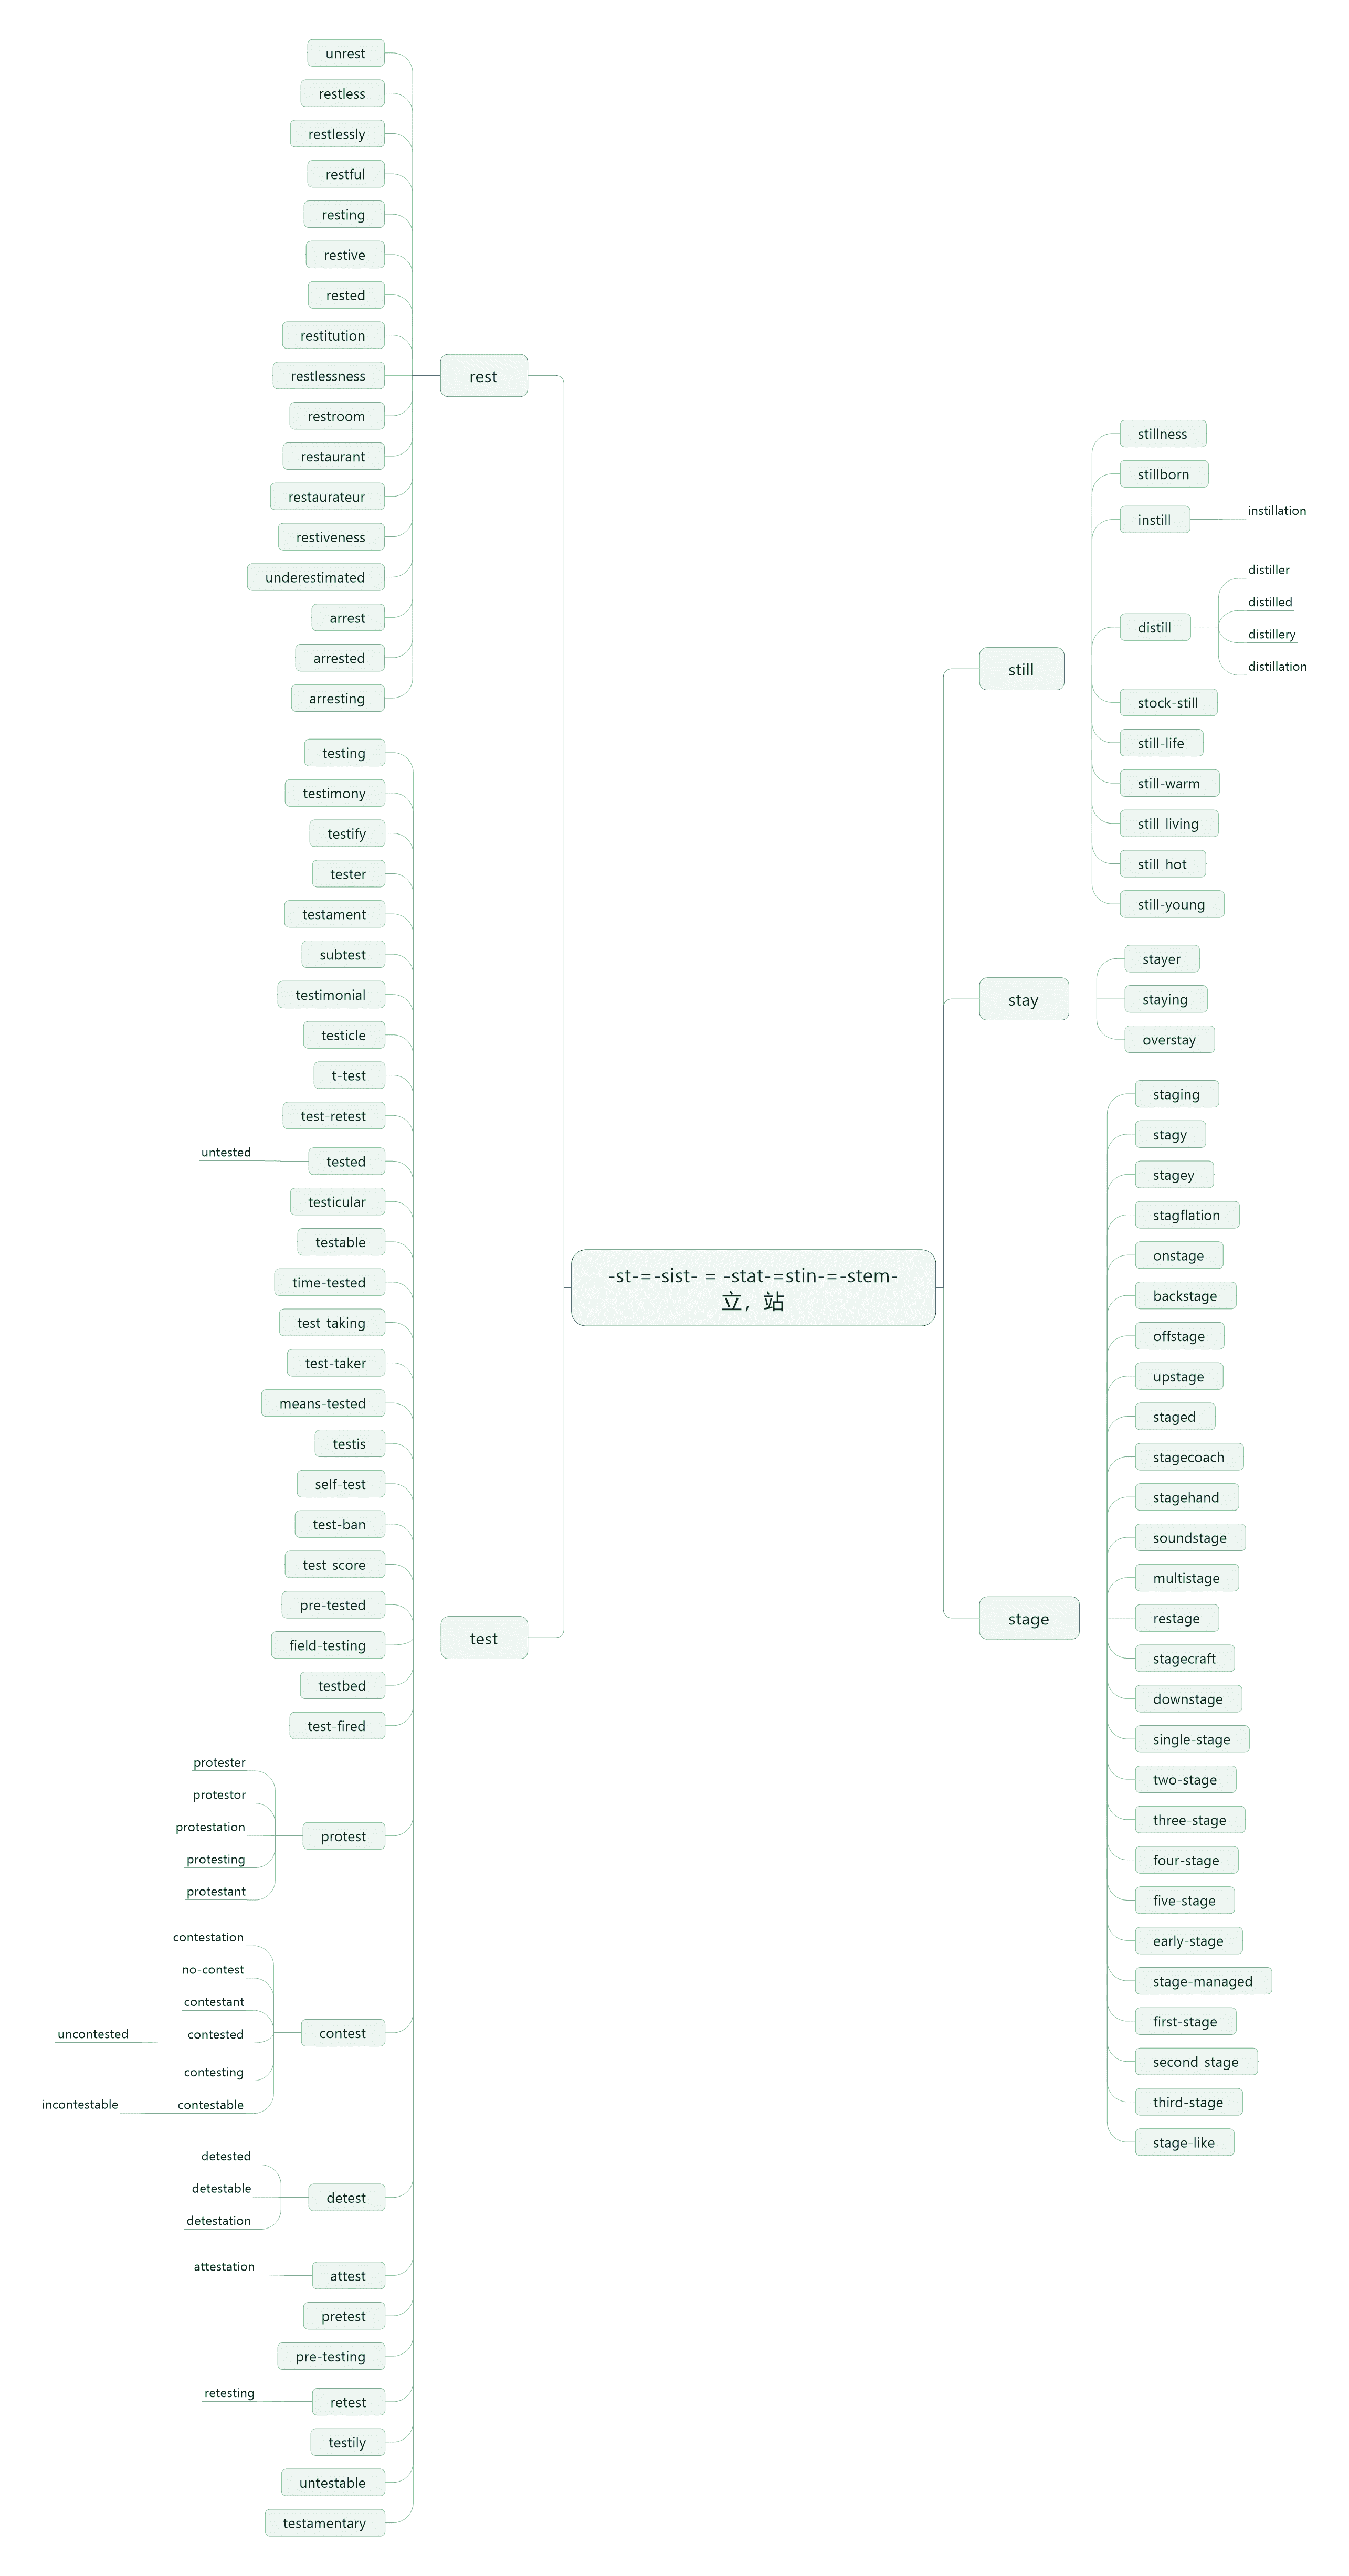 -st-=-sist- = -stat-=stin-=-stem-
立，站
still
stillness
stillborn
instill
instillation
distill
distiller
distilled
distillery
distillation
stock-still
still-life
still-warm
still-living
still-hot
still-young
stay
stayer
staying
overstay
stage
staging
stagy
stagey
stagflation
onstage
backstage
offstage
upstage
staged
stagecoach
stagehand
soundstage
multistage
restage
stagecraft
downstage
single-stage
two-stage
three-stage
four-stage
five-stage
early-stage
stage-managed
first-stage
second-stage
third-stage
stage-like
rest
unrest
restless
restlessly
restful
resting
restive
rested
restitution
restlessness
restroom
restaurant
restaurateur
restiveness
underestimated
arrest
arrested
arresting
test
testing
testimony
testify
tester
testament
subtest
testimonial
testicle
t-test
test-retest
tested
untested
testicular
testable
time-tested
test-taking
test-taker
means-tested
testis
self-test
test-ban
test-score
pre-tested
field-testing
testbed
test-fired
protest
protester
protestor
protestation
protesting
protestant
contest
contestation
no-contest
contestant
contested
uncontested
contesting
contestable
incontestable
detest
detested
detestable
detestation
attest
attestation
pretest
pre-testing
retest
retesting
testily
untestable
testamentary